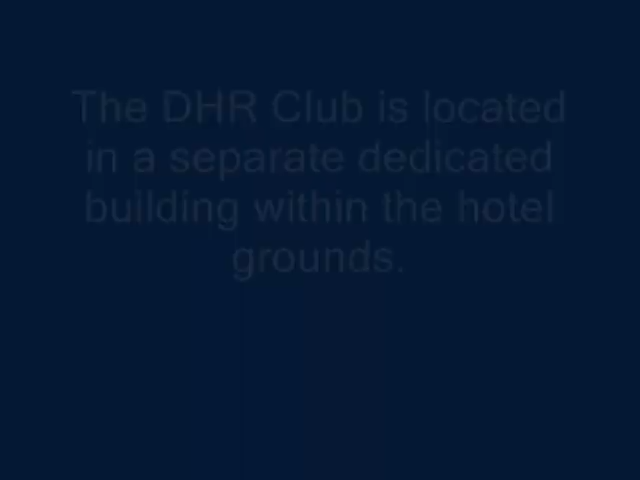 The DHR Club is located
in a separate dedicated
building within the hotel
grounds.